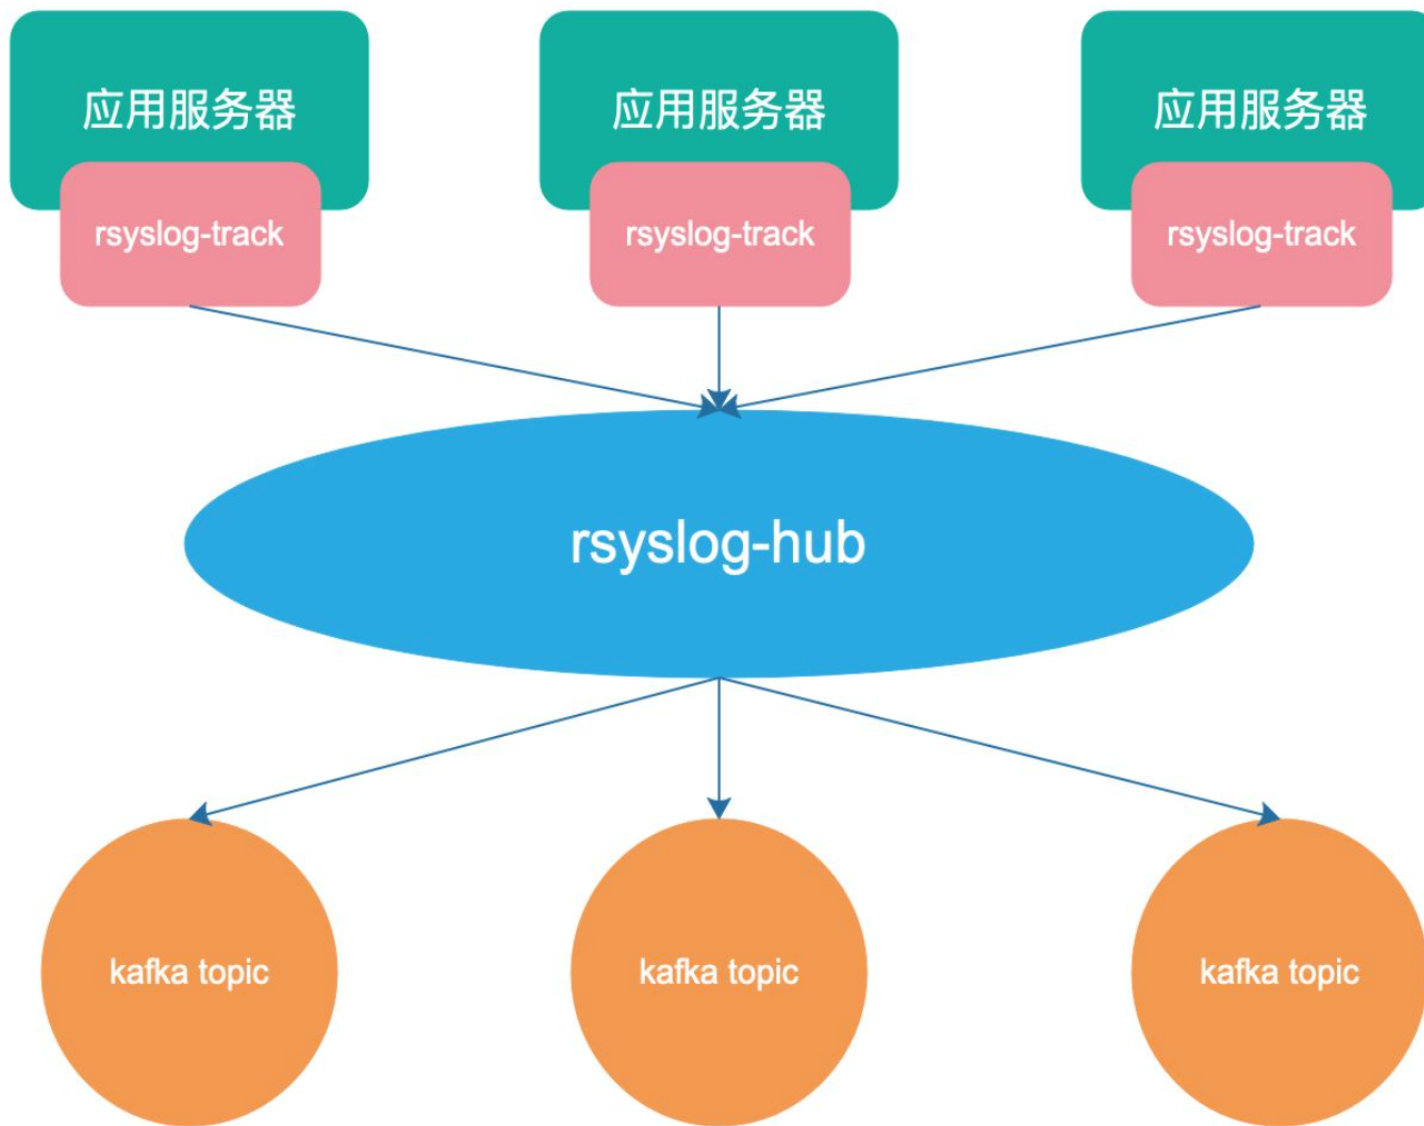 应用服务器
应用服务器
应用服务器
rsyslog-track
rsyslog-track
rsyslog-track
rsyslog-hub
kafka topic
kafka topic
kafka topic